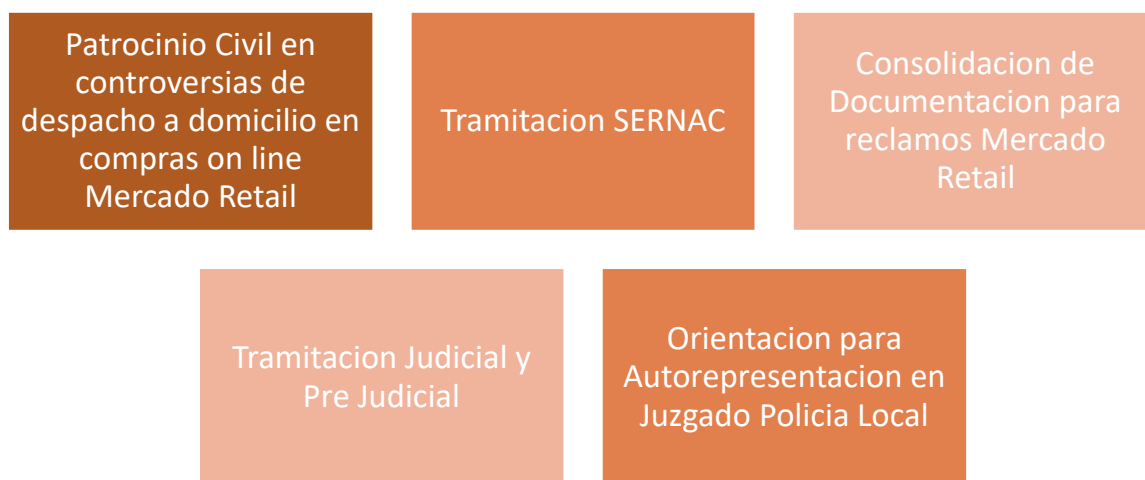 Patrocinio Civil en
controversias de
despacho a domicilio en
compras on line
Mercado Retail
Tramitacion SERNAC
Consolidacion de
Documentacion para
reclamos Mercado
Retail
Tramitacion Judicial y
Pre Judicial
Orientacion para
Autorepresentacion en
Juzgado Policia Local